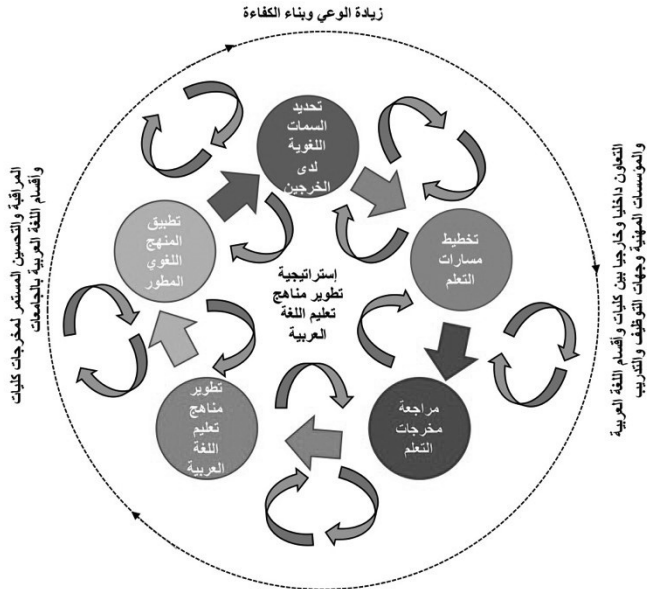 زيادة الوعي وبناء الكفاءة
تحديد
السمات
اللغوية
لدى
الخرجين
تخطيط
مسارات
التعلم
مراجعة
مخرجات
التعلم
تطوير
مناهج
تعليم
اللغة
العربية
تطبيق
المنهج
اللغوي
المطور
إستراتيجية
تطوير مناهج
تعليم اللغة
العربية
التعاون داخليا وخارجيا بين كليات وأقسام اللغة العربية
والمؤسسات المهنية وجهات التوظيف والتدريب
المراقبة والتحسين المستمر لمخرجات كليات
وأقسام اللغة العربية بالجامعات